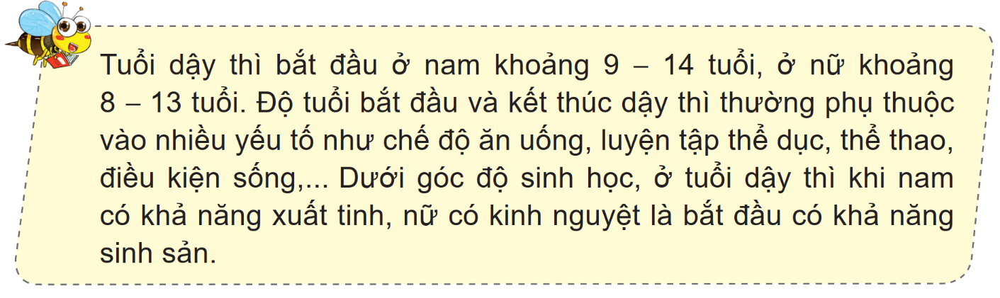 Tuổi dậy thì bắt đầu ở nam khoảng 9 – 14 tuổi, ở nữ khoảng
8 – 13 tuổi. Độ tuổi bắt đầu và kết thúc dậy thì thường phụ thuộc
vào nhiều yếu tố như chế độ ăn uống, luyện tập thể dục, thể thao,
điều kiện sống,... Dưới góc độ sinh học, ở tuổi dậy thì khi nam
có khả năng xuất tinh, nữ có kinh nguyệt là bắt đầu có khả năng
sinh sản.